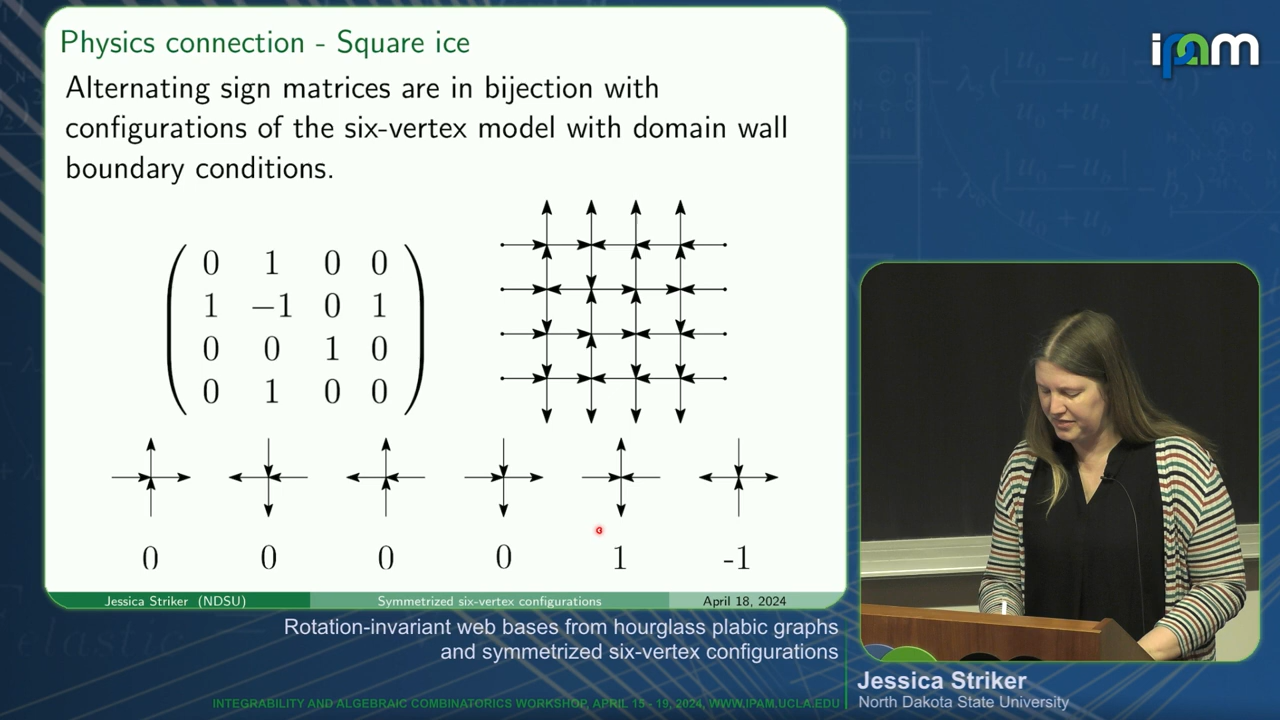 Physics connection - Square ice
ipam
Alternating sign matrices are in bijection with
configurations of the six-vertex model with domain wall
boundary conditions.
0 1 0 0
1 −1 0 1
0 0 1 0
0 1 0 0
0 0 0 0 1 -1
Jessica Striker (NDSU) Symmetrized six-vertex configurations April 18, 2024
Rotation-invariant web bases from hourglass plabic graphs
and symmetrized six-vertex configurations
Jessica Striker
North Dakota State University
INTEGRABILITY AND ALGEBRAIC COMBINATORICS WORKSHOP, APRIL 15 - 19, 2024, WWW.IPAM.UCLA.EDU